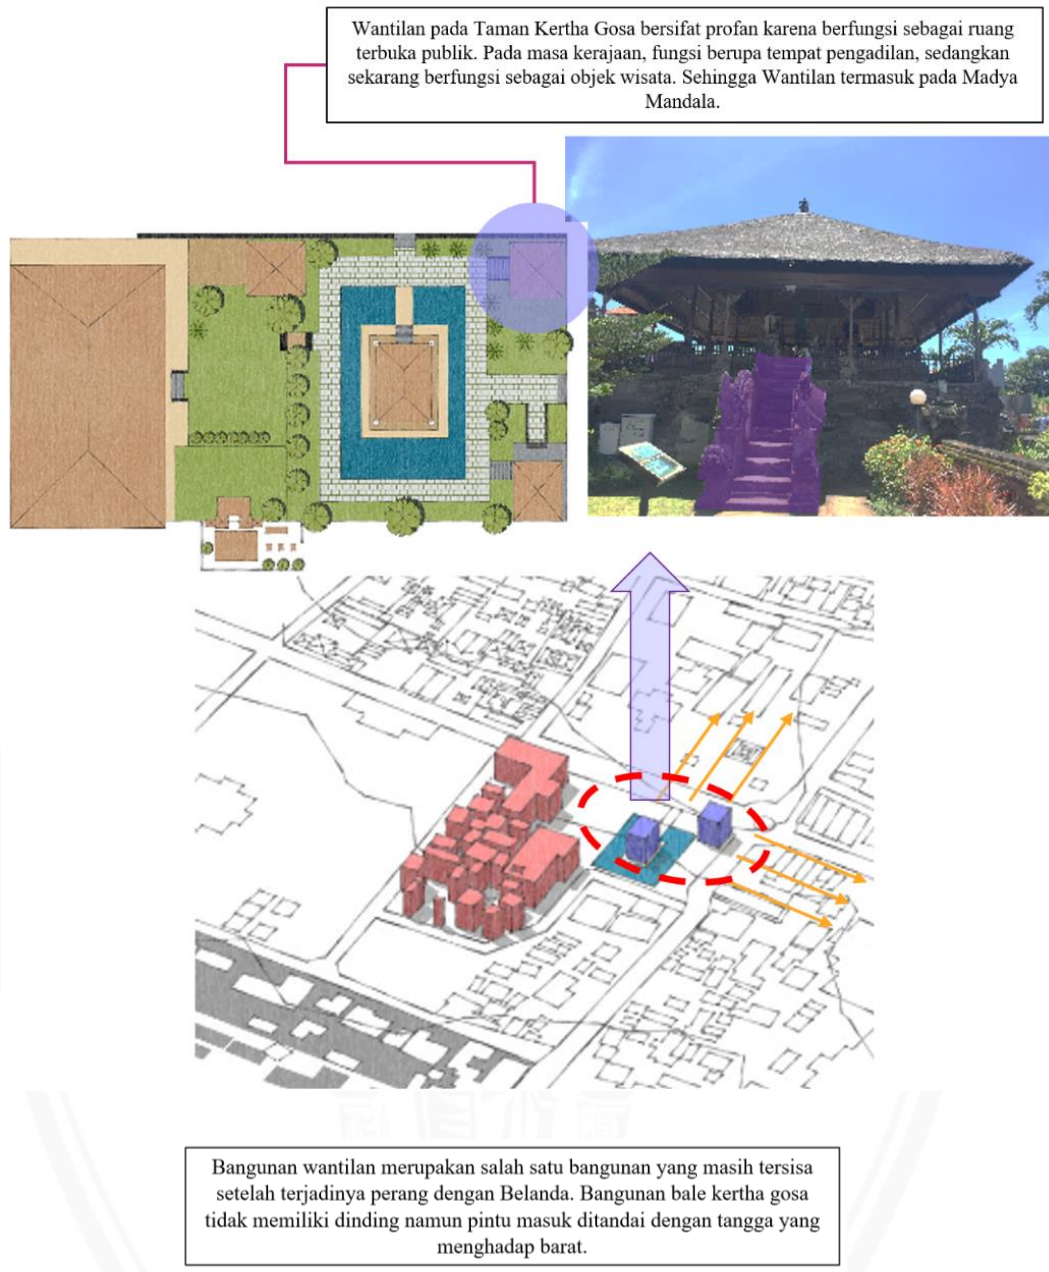 Wantilan pada Taman Kertha Gosa bersifat profan karena berfungsi sebagai ruang
terbuka publik. Pada masa kerajaan, fungsi berupa tempat pengadilan, sedangkan
sekarang berfungsi sebagai objek wisata. Sehingga Wantilan termasuk pada Madya
Mandala.
Bangunan wantilan merupakan salah satu bangunan yang masih tersisa
setelah terjadinya perang dengan Belanda. Bangunan bale kertha gosa
tidak memiliki dinding namun pintu masuk ditandai dengan tangga yang
menghadap barat.